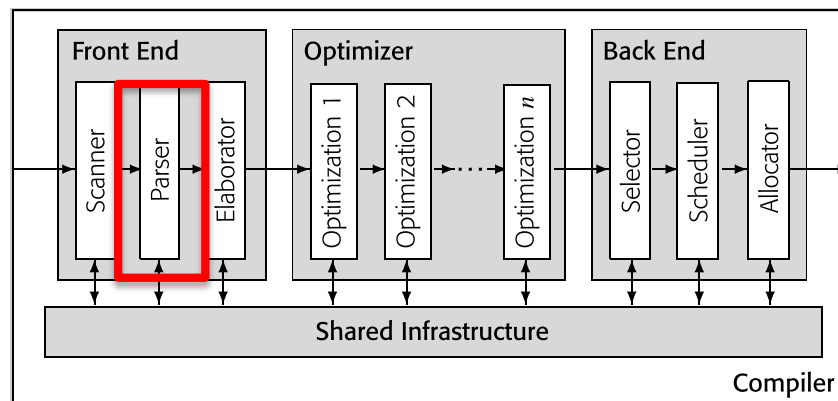 Front End
Scanner
Parser
Elaborator
Optimizer
Optimization 1
Optimization 2
Optimization n
Back End
Selector
Scheduler
Allocator
Shared Infrastructure
Compiler